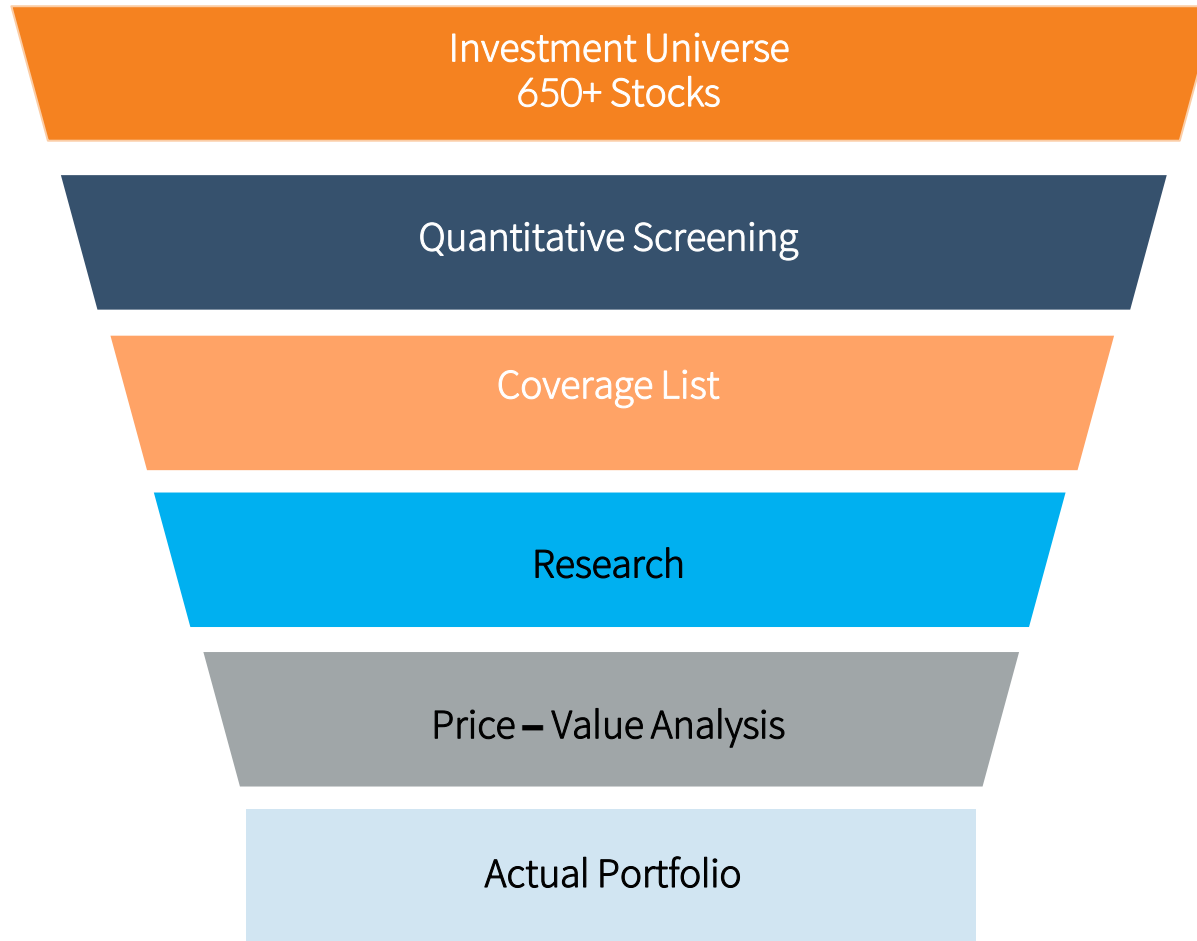 Investment Universe
650+ Stocks
Quantitative Screening
Coverage List
Research
Price – Value Analysis
Actual Portfolio